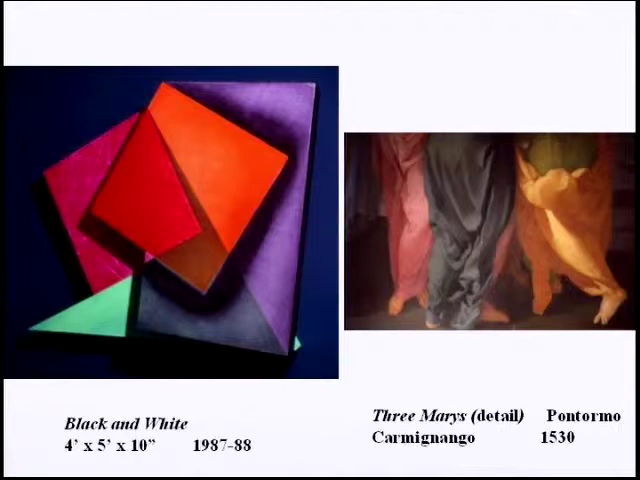 Black and White
4’ x 5’ x 10” 1987-88
Three Marys (detail) Pontormo
Carmignango 1530